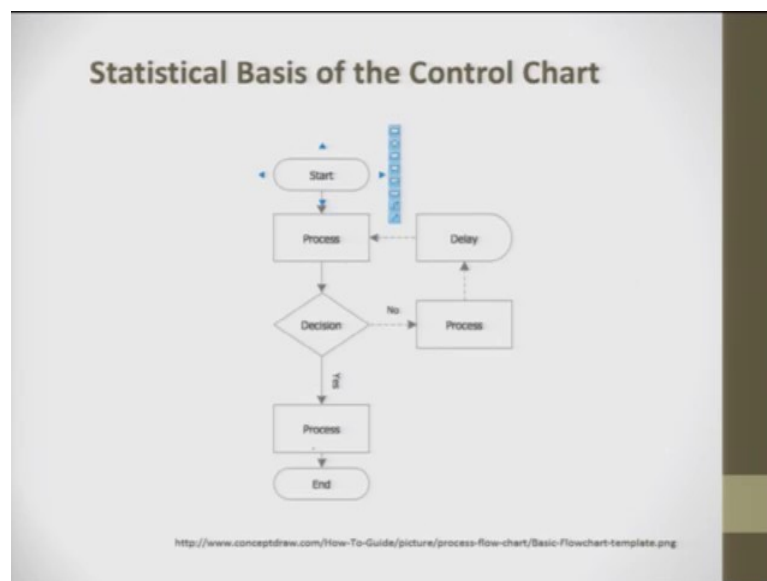 Statistical Basis of the Control Chart
Start
Process
Delay
Decision
No
Process
Yes
Process
End
http://www.conceptdraw.com/How-To-Guide/picture/process-flow-chart/Basic-Flowchart-template.png